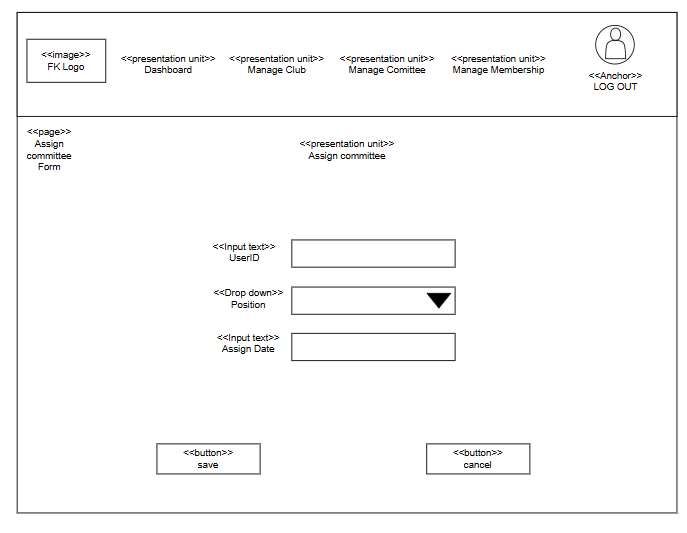 <<image>>
FK Logo
<<presentation unit>>
Dashboard
<<presentation unit>>
Manage Club
<<presentation unit>>
Manage Comittee
<<presentation unit>>
Manage Membership
<<Anchor>>
LOG OUT
<<page>>
Assign
committee
Form
<<presentation unit>>
Assign committee
<<Input text>>
UserID
<<Drop down>>
Position
<<Input text>>
Assign Date
<<button>>
save
<<button>>
cancel